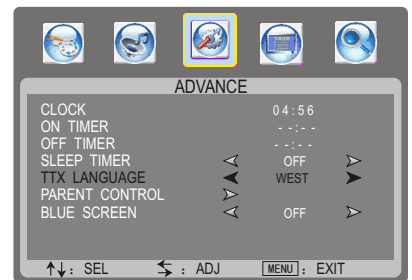 ADVANCE
CLOCK 04:56
ON TIMER --:--
OFF TIMER --:--
SLEEP TIMER OFF
TTX LANGUAGE WEST
PARENT CONTROL
BLUE SCREEN OFF
: SEL : ADJ MENU : EXIT